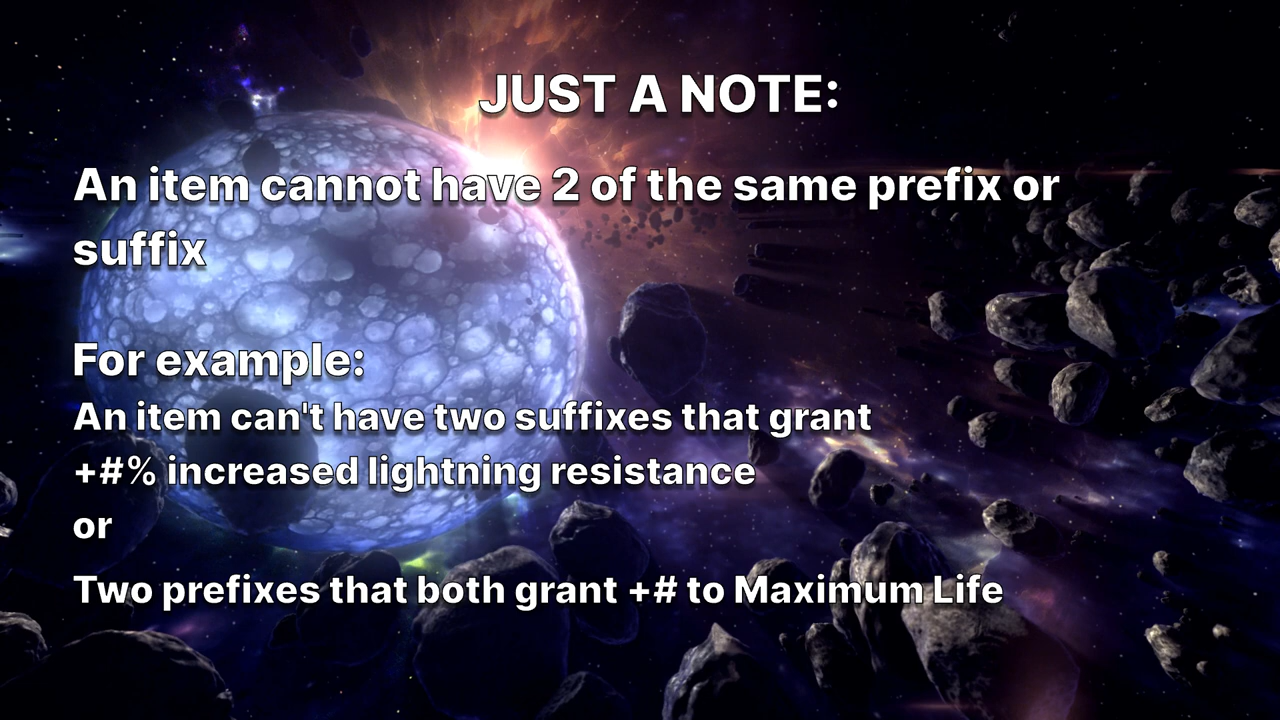 JUST A NOTE:
An item cannot have 2 of the same prefix or
suffix
For example:
An item can't have two suffixes that grant
+#% increased lightning resistance
or
Two prefixes that both grant +# to Maximum Life